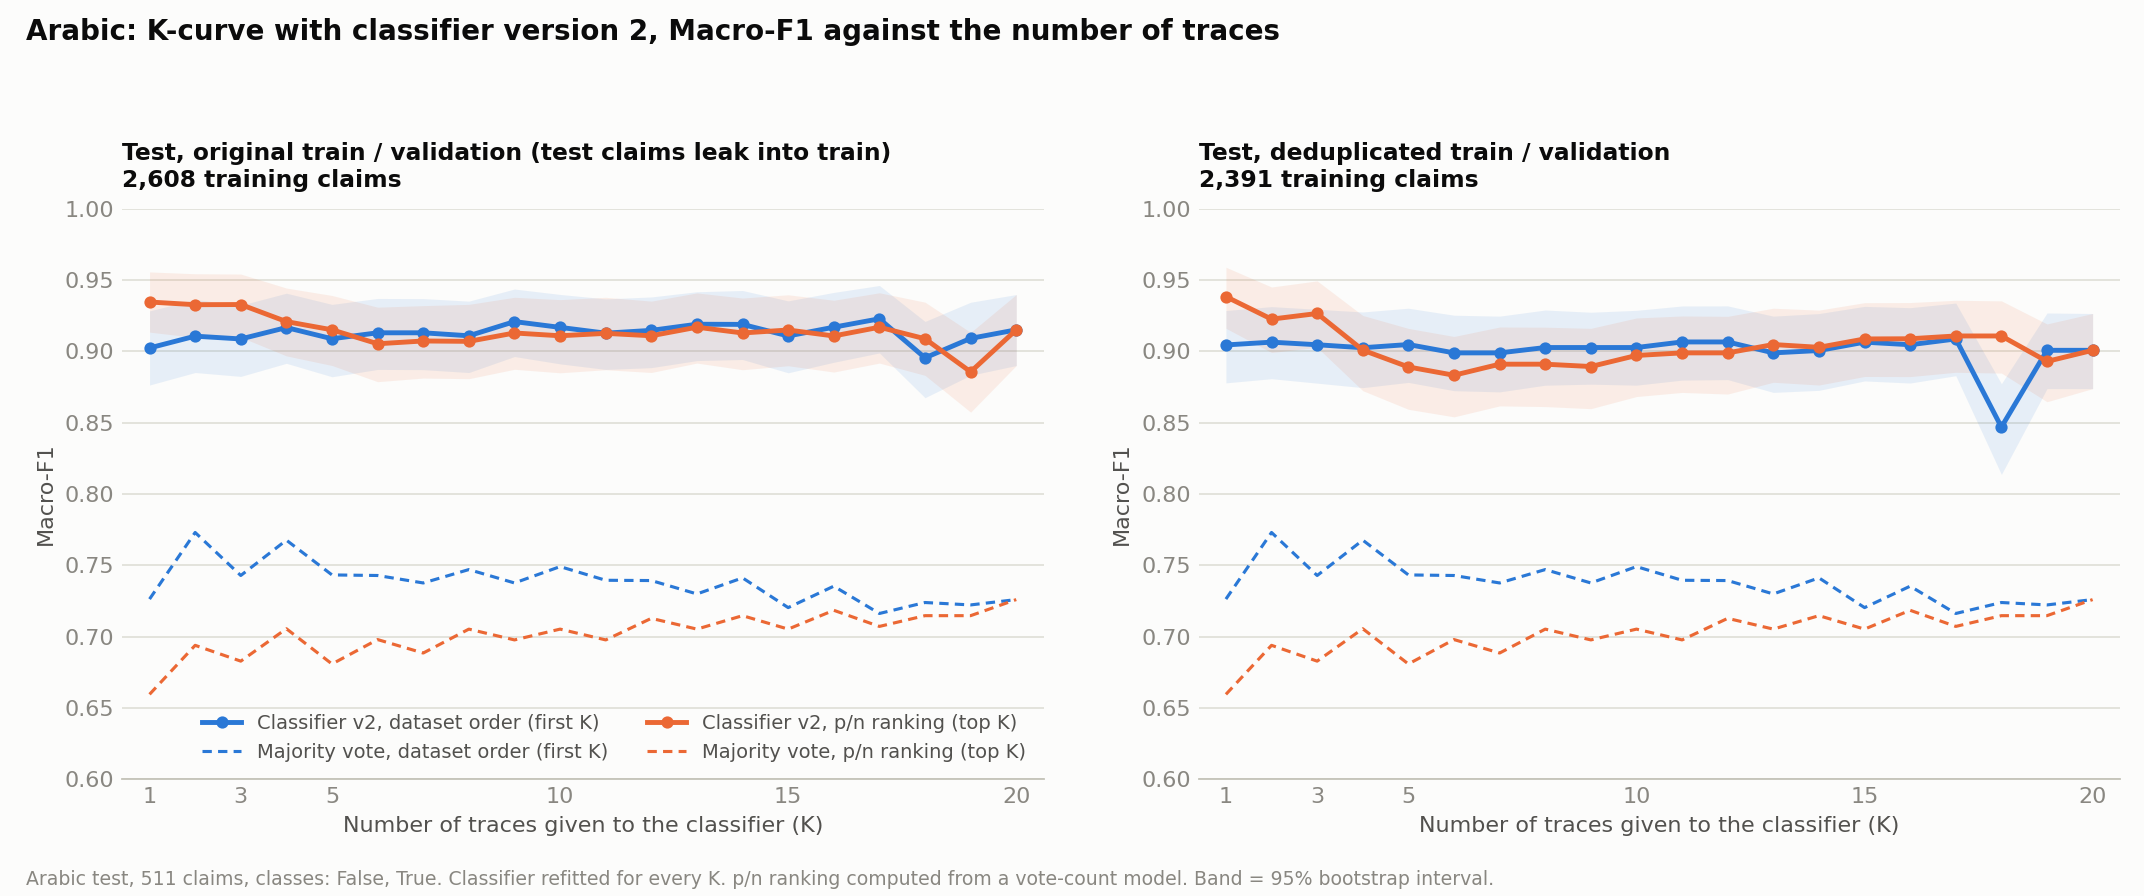 Arabic: K-curve with classifier version 2, Macro-F1 against the number of traces
Test, original train / validation (test claims leak into train)
2,608 training claims
1.00
0.95
0.90
0.85
0.80
0.75
0.70
0.65
0.60
Macro-F1
Classifier v2, dataset order (first K)
Majority vote, dataset order (first K)
Classifier v2, p/n ranking (top K)
Majority vote, p/n ranking (top K)
1 3 5 10 15 20
Number of traces given to the classifier (K)
Test, deduplicated train / validation
2,391 training claims
1.00
0.95
0.90
0.85
0.80
0.75
0.70
0.65
0.60
Macro-F1
1 3 5 10 15 20
Number of traces given to the classifier (K)
Arabic test, 511 claims, classes: False, True. Classifier refitted for every K. p/n ranking computed from a vote-count model. Band = 95% bootstrap interval.